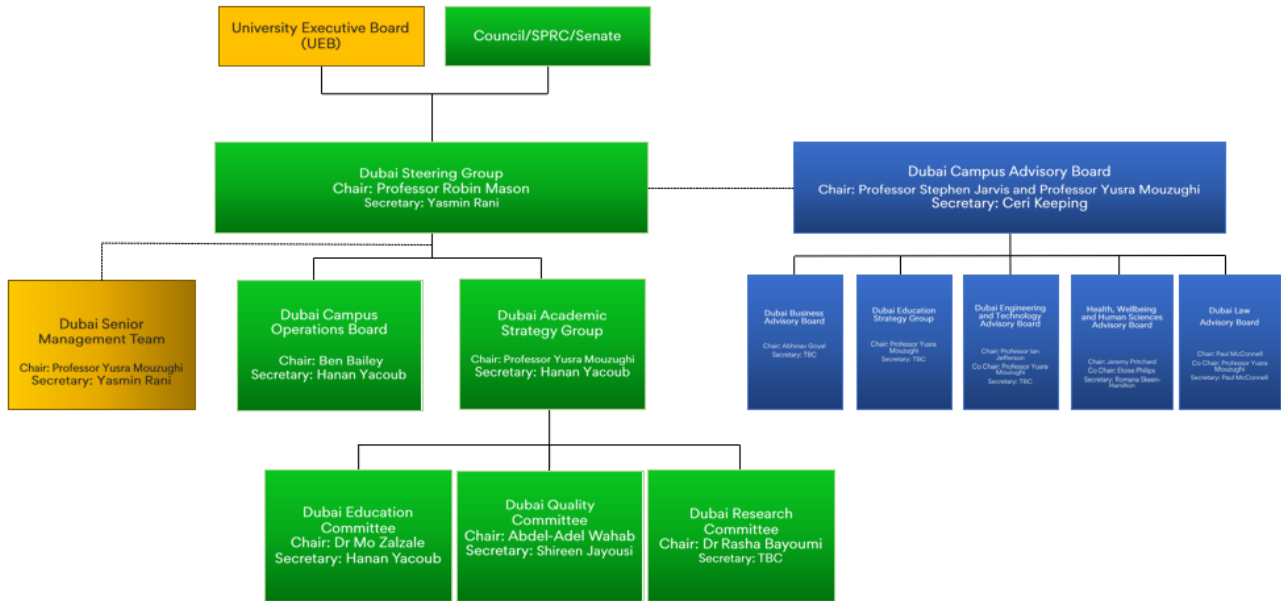 University Executive Board
(UEB)
Council/SPRC/Senate
Dubai Steering Group
Chair: Professor Robin Mason
Secretary: Yasmin Rani
Dubai Campus Advisory Board
Chair: Professor Stephen Jarvis and Professor Yusra Mouzughi
Secretary: Ceri Keeping
Dubai Senior
Management Team
Chair: Professor Yusra Mouzughi
Secretary: Yasmin Rani
Dubai Campus
Operations Board
Chair: Ben Bailey
Secretary: Hanan Yacoub
Dubai Academic
Strategy Group
Chair: Professor Yusra Mouzughi
Secretary: Hanan Yacoub
Dubai Business
Advisory Board
Chair: Abhinav Goyal
Secretary: TBC
Dubai Education
Strategy Group
Chair: Professor Yusra
Mouzughi
Secretary: TBC
Dubai Engineering
and Technology
Advisory Board
Chair: Professor Ian
Jefferson
Co Chair: Professor Yusra
Mouzughi
Secretary: TBC
Health, Wellbeing
and Human Sciences
Advisory Board
Chair: Jeremy Pritchard
Co Chair: Eloise Philips
Secretary: Romana Skeen-
Hamilton
Dubai Law
Advisory Board
Chair: Paul McConnell
Co-Chair: Professor Yusra
Mouzughi
Secretary: Paul McConnell
Dubai Education
Committee
Chair: Dr Mo Zalzale
Secretary: Hanan Yacoub
Dubai Quality
Committee
Chair: Abdel-Adel Wahab
Secretary: Shireen Jayousi
Dubai Research
Committee
Chair: Dr Rasha Bayoumi
Secretary: TBC